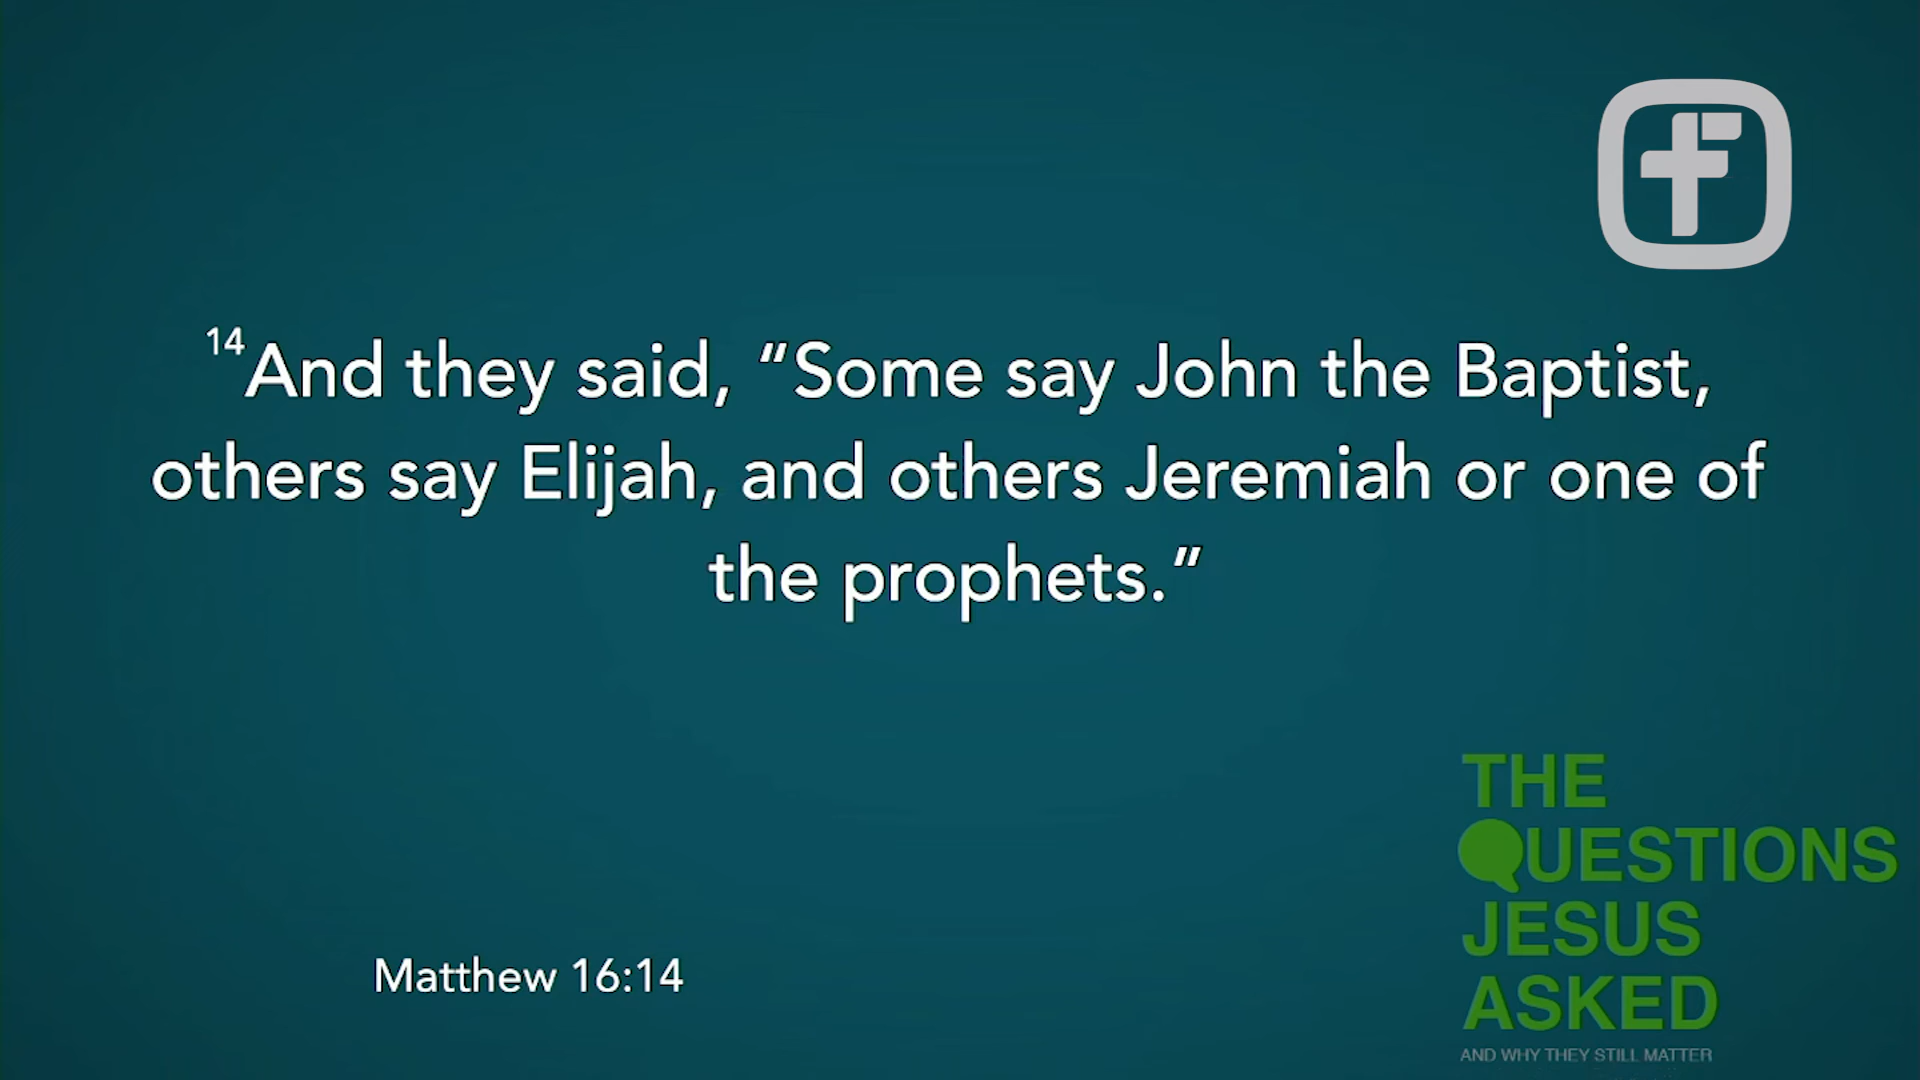 14And they said, “Some say John the Baptist,
others say Elijah, and others Jeremiah or one of
the prophets.”
Matthew 16:14
THE
QUESTIONS
JESUS
ASKED
AND WHY THEY STILL MATTER